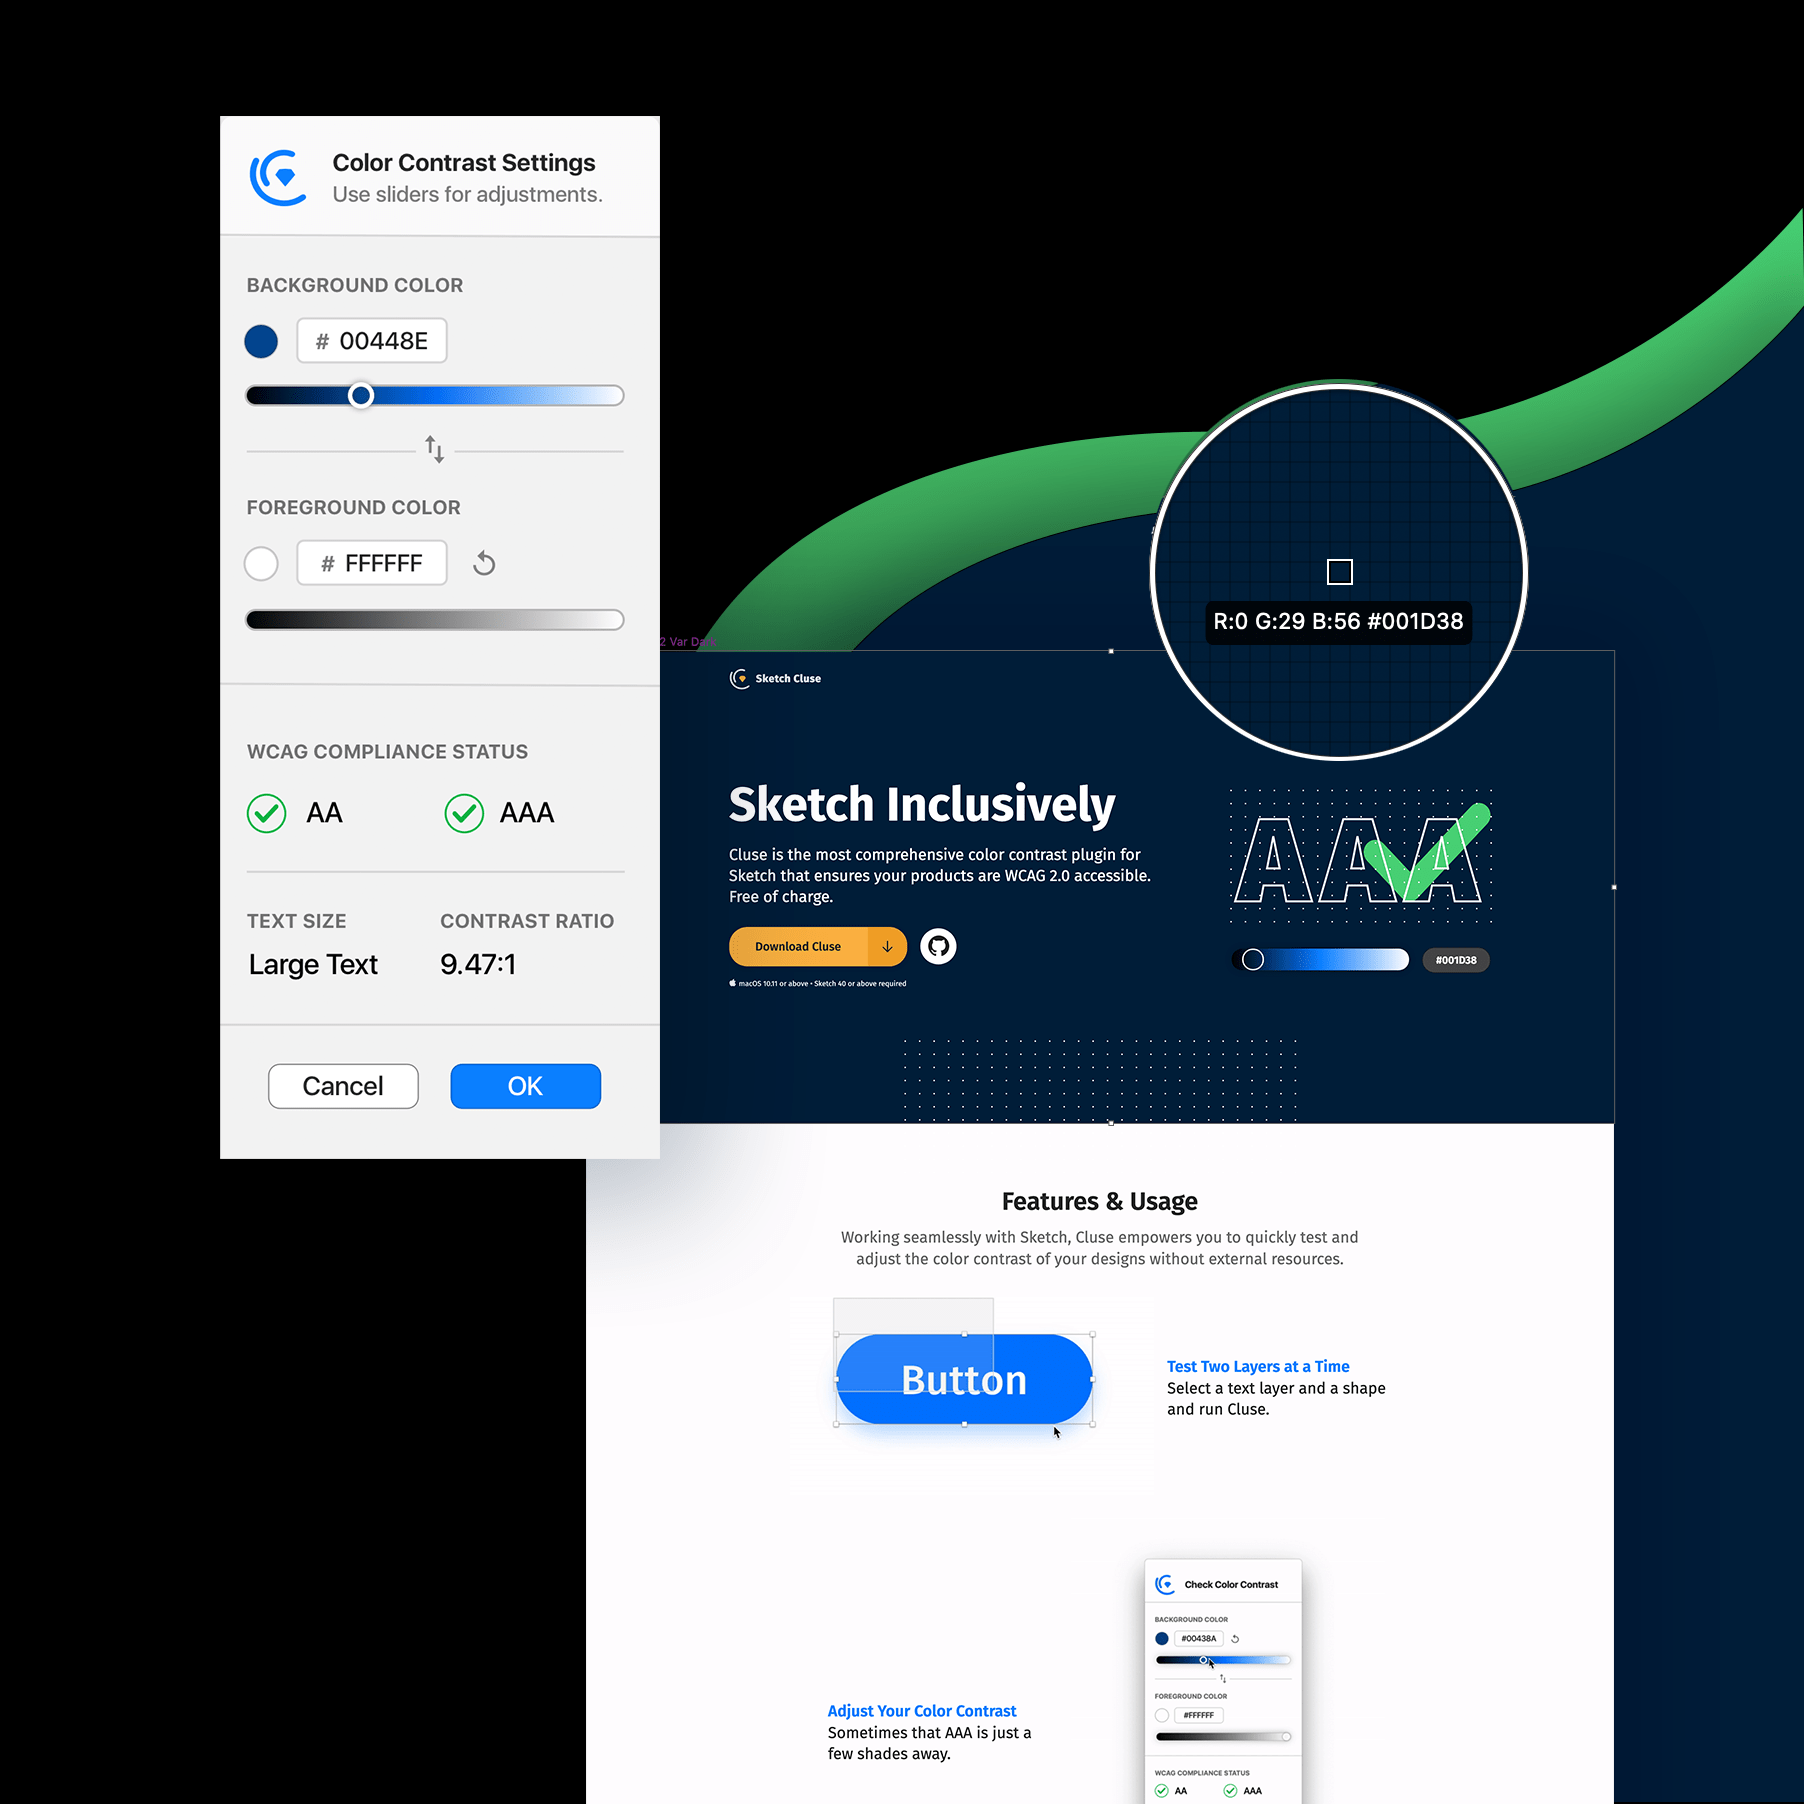 Color Contrast Settings
Use sliders for adjustments.
BACKGROUND COLOR
# 00448E
FOREGROUND COLOR
# FFFFFF
WCAG COMPLIANCE STATUS
AA
AAA
TEXT SIZE
CONTRAST RATIO
Large Text
9.47:1
Cancel
OK
R:0 G:29 B:56 #001D38
2 Var
Sketch Cluse
Sketch Inclusively
Cluse is the most comprehensive color contrast plugin for
Sketch that ensures your products are WCAG 2.0 accessible.
Free of charge.
Download Cluse
macOS 10.11 or above • Sketch 40 or above required
AAA
#001D38
Features & Usage
Working seamlessly with Sketch, Cluse empowers you to quickly test and
adjust the color contrast of your designs without external resources.
Button
Test Two Layers at a Time
Select a text layer and a shape
and run Cluse.
Check Color Contrast
BACKGROUND COLOR
#00438A
FOREGROUND COLOR
#FFFFFF
WCAG COMPLIANCE STATUS
AA
AAA
Adjust Your Color Contrast
Sometimes that AAA is just a
few shades away.